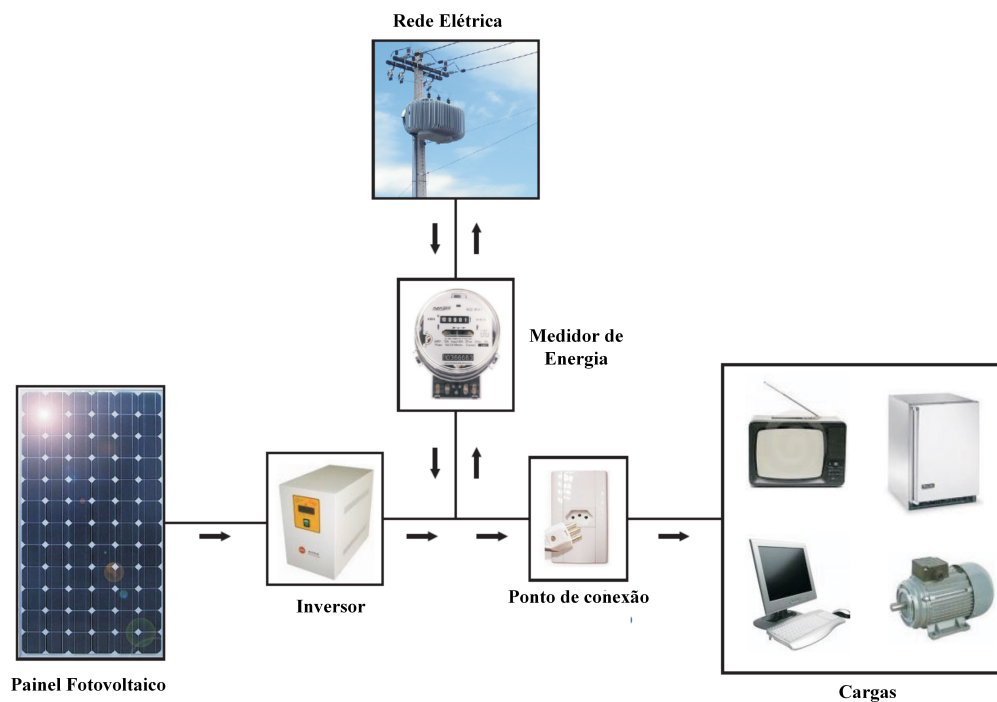 Rede Elétrica
Medidor de
Energia
Inversor
Ponto de conexão
Painel Fotovoltaico
Cargas